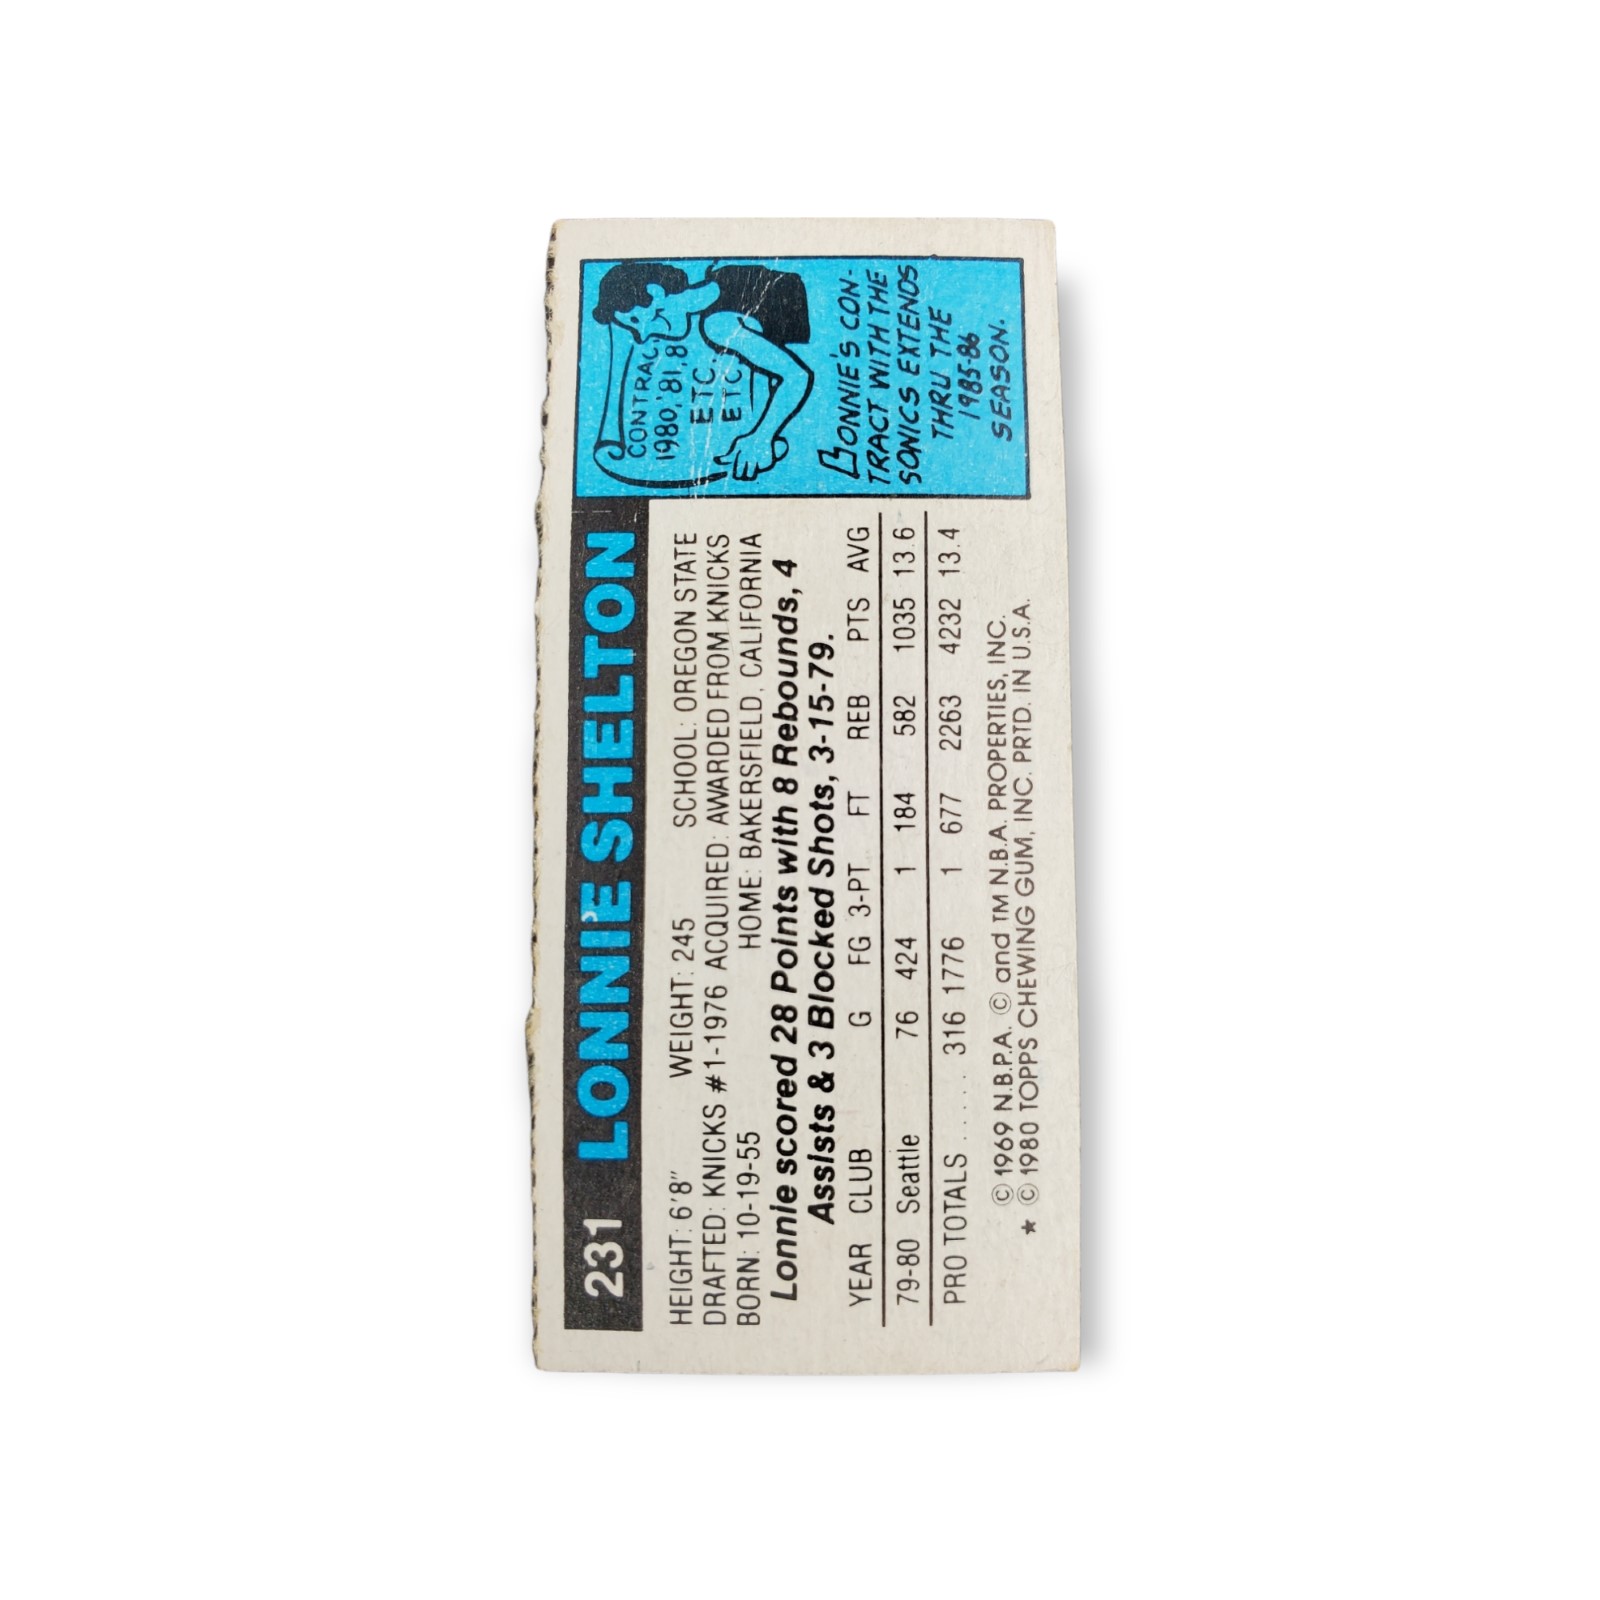 231 LONNIE SHELTON
HEIGHT: 6'8" WEIGHT: 245 SCHOOL: OREGON STATE
DRAFTED: KNICKS #1-1976 ACQUIRED: AWARDED FROM KNICKS
BORN: 10-19-55 HOME: BAKERSFIELD, CALIFORNIA
Lonnie scored 28 Points with 8 Rebounds, 4
Assists & 3 Blocked Shots, 3-15-79.
YEAR CLUB G FG 3-PT FT REB PTS AVG
79-80 Seattle 76 424 1 184 582 1035 13.6
PRO TOTALS ...... 316 1776 1 677 2263 4232 13.4
© 1969 N.B.P.A. © and TM N.B.A. PROPERTIES, INC.
* © 1980 TOPPS CHEWING GUM, INC. PRTD. IN U.S.A.
CONTRAC
1980, '81, 8
ETC.
ETC
BONNIE'S CON-
TRACT WITH THE
SONICS EXTENDS
THRU THE
1985-86
SEASON.